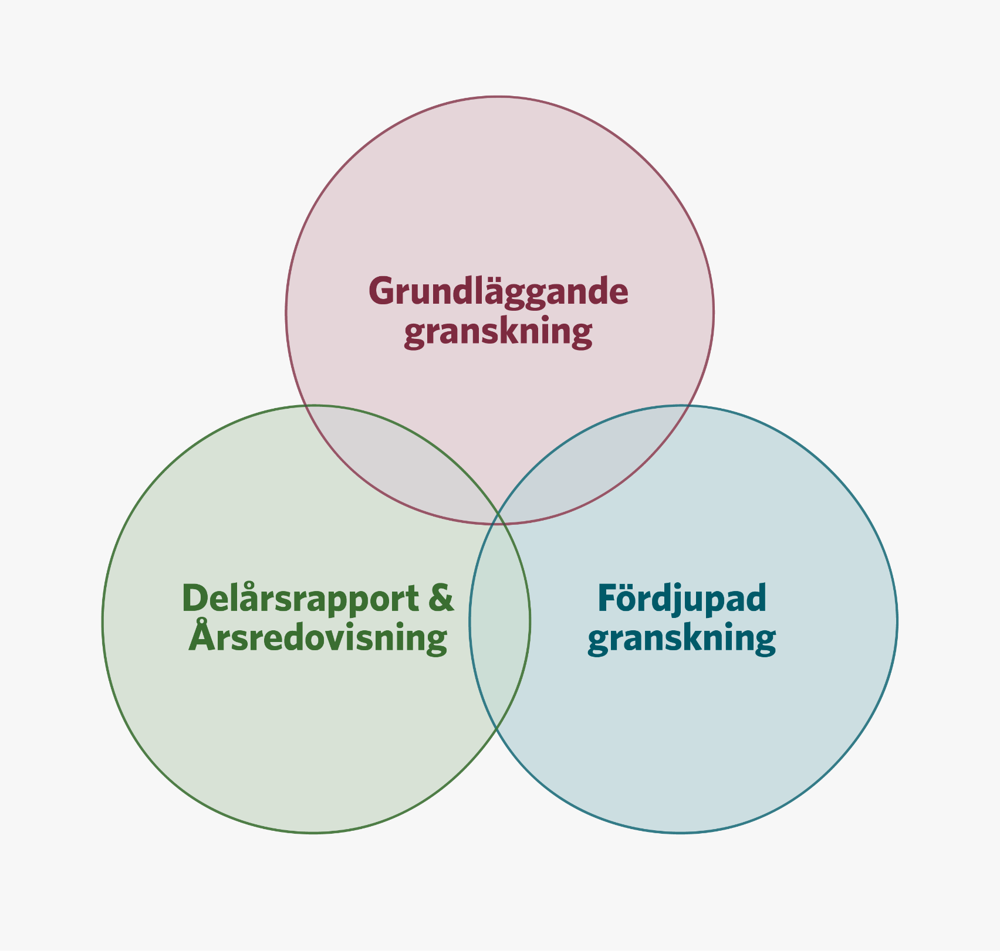 Grundläggande
granskning
Delårsrapport &
Årsredovisning
Fördjupad
granskning